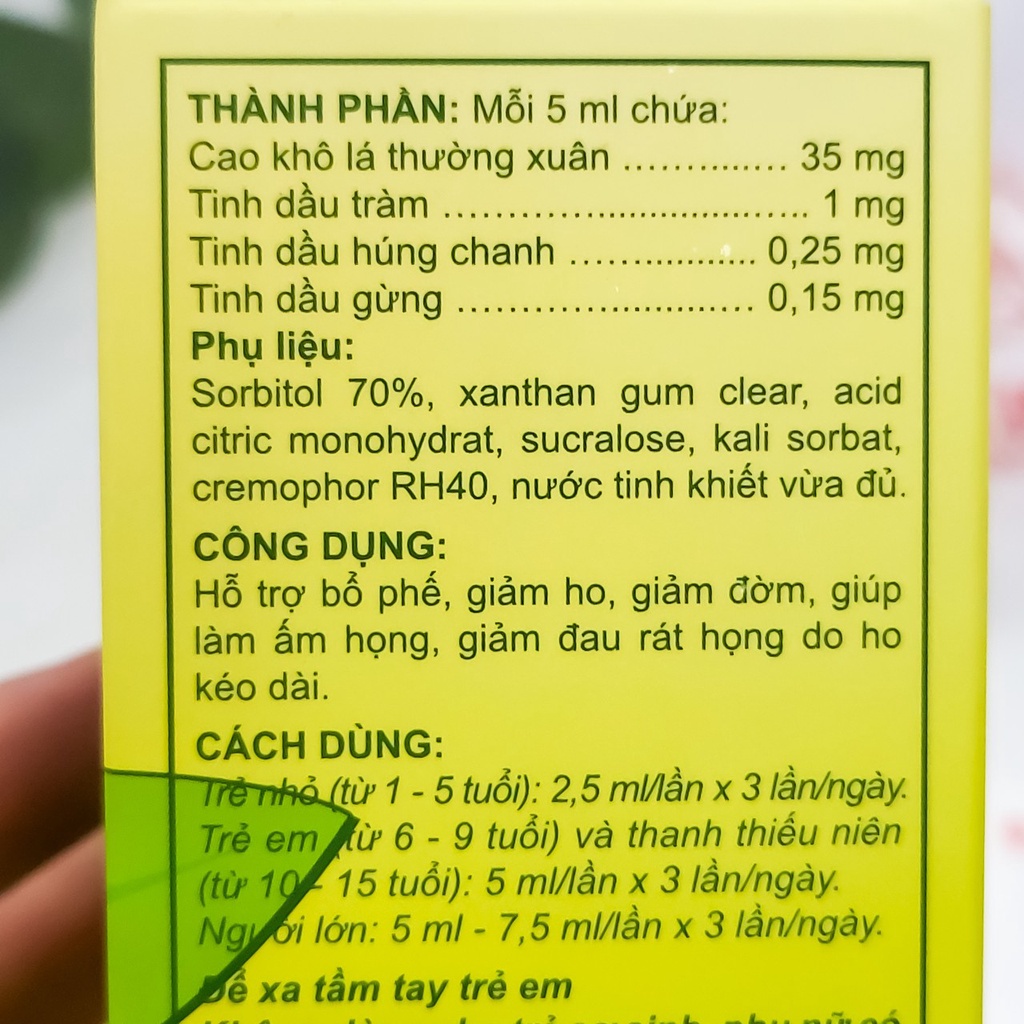 THÀNH PHẦN: Mỗi 5 ml chứa:
Cao khô lá thường xuân ................ 35 mg
Tinh dầu tràm .................................. 1 mg
Tinh dầu húng chanh .................. 0,25 mg
Tinh dầu gừng ............................ 0,15 mg
Phụ liệu:
Sorbitol 70%, xanthan gum clear, acid
citric monohydrat, sucralose, kali sorbat,
cremophor RH40, nước tinh khiết vừa đủ.
CÔNG DỤNG:
Hỗ trợ bổ phế, giảm ho, giảm đờm, giúp
làm ấm họng, giảm đau rát họng do ho
kéo dài.
CÁCH DÙNG:
Trẻ nhỏ (từ 1 - 5 tuổi): 2,5 ml/lần x 3 lần/ngày.
Trẻ em (từ 6 - 9 tuổi) và thanh thiếu niên
(từ 10 - 15 tuổi): 5 ml/lần x 3 lần/ngày.
Người lớn: 5 ml - 7,5 ml/lần x 3 lần/ngày.
Để xa tầm tay trẻ em